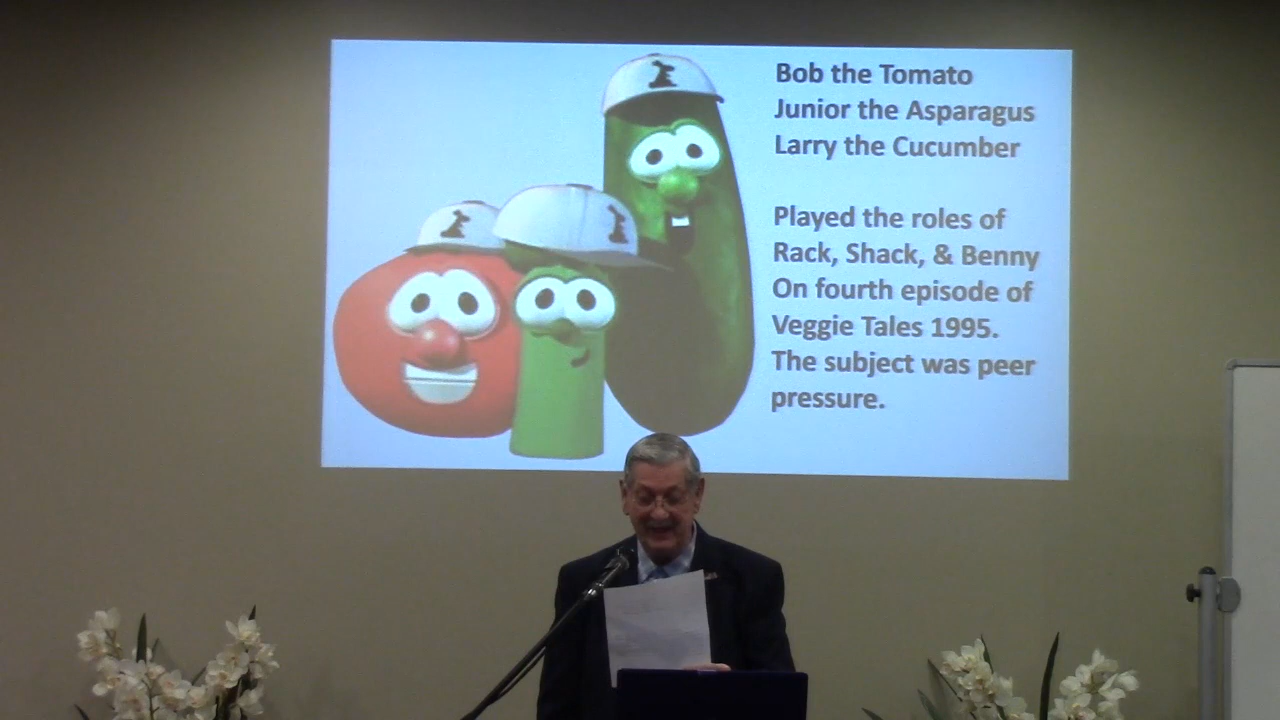 Bob the Tomato
Junior the Asparagus
Larry the Cucumber
Played the roles of
Rack, Shack, & Benny
On fourth episode of
Veggie Tales 1995.
The subject was peer
pressure.